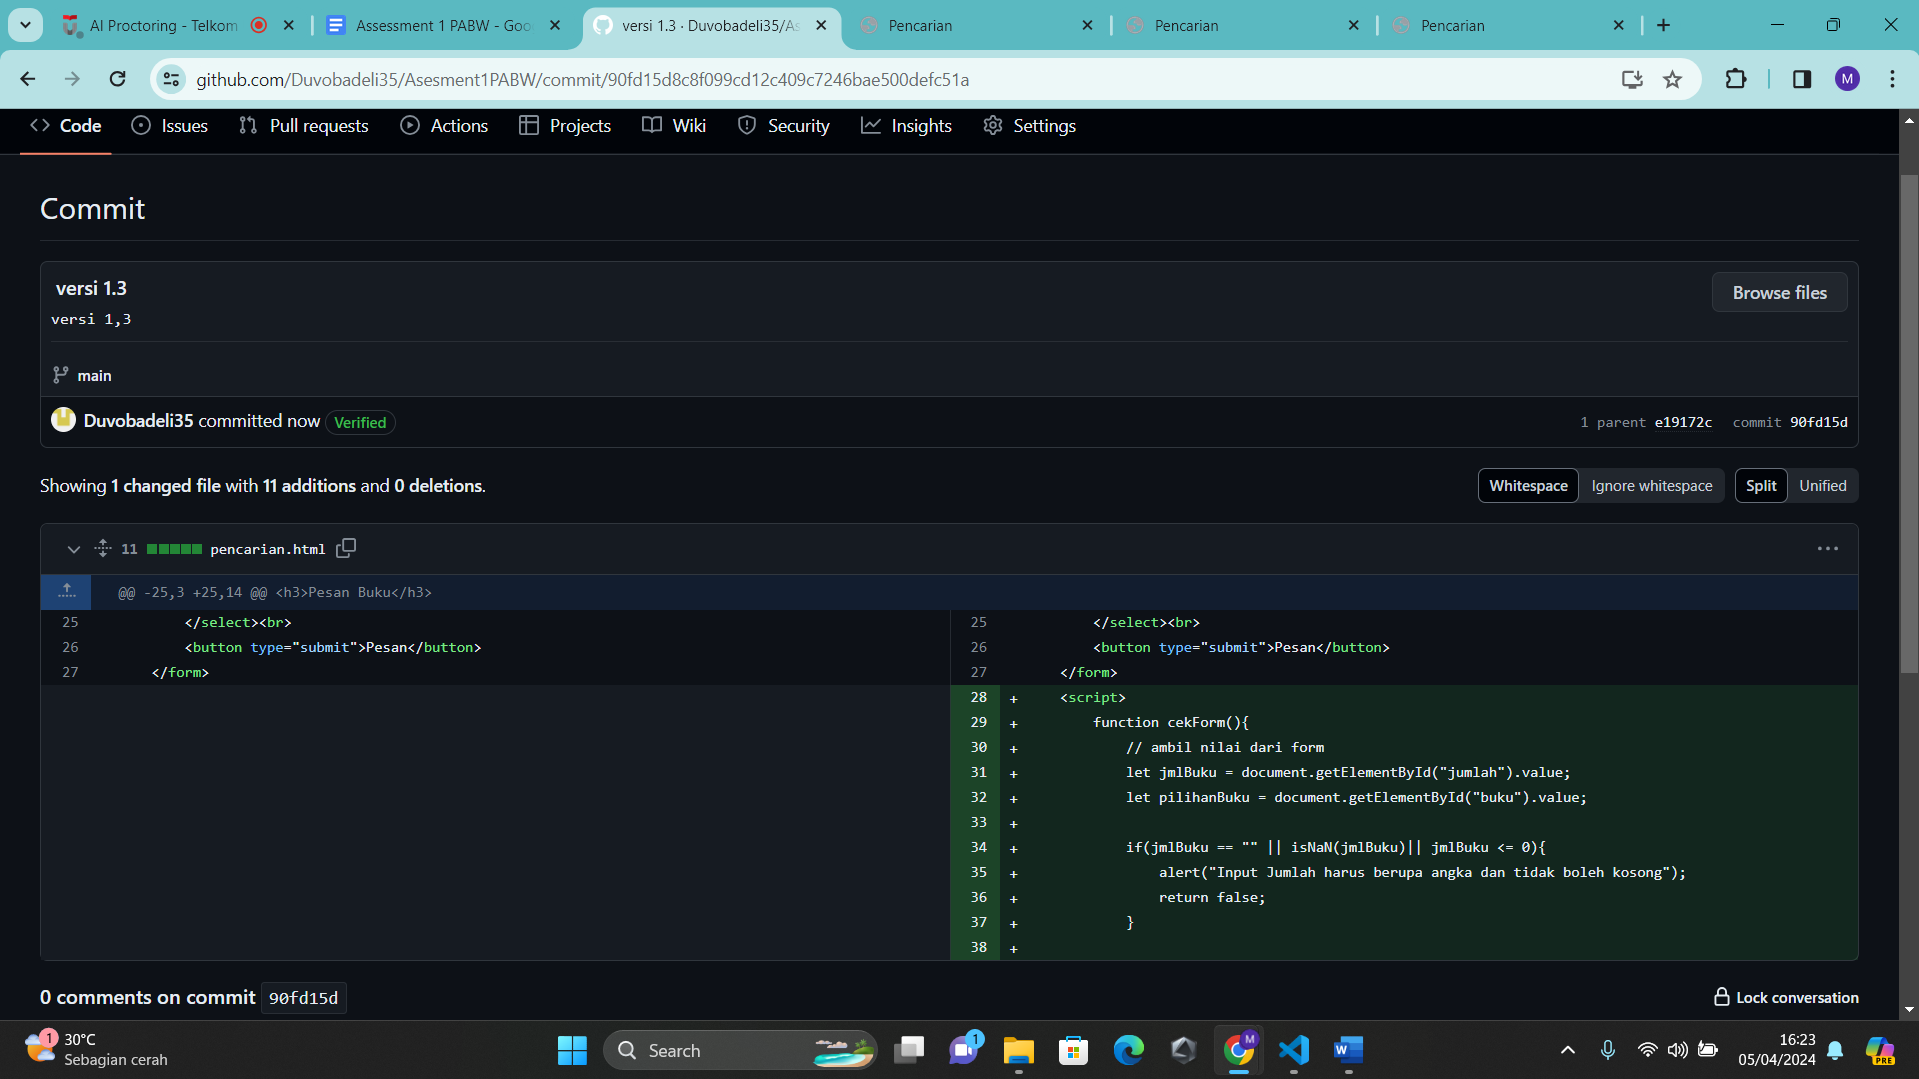 AI Proctoring - Telkom
Assessment 1 PABW - Goo
versi 1.3 · Duvobadeli35/As
Pencarian
Pencarian
Pencarian
github.com/Duvobadeli35/Asesment1PABW/commit/90fd15d8c8f099cd12c409c7246bae500defc51a
M
Code
Issues
Pull requests
Actions
Projects
Wiki
Security
Insights
Settings
Commit
versi 1.3
Browse files
versi 1,3
main
Duvobadeli35 committed now Verified
1 parent e19172c commit 90fd15d
Showing 1 changed file with 11 additions and 0 deletions.
Whitespace Ignore whitespace Split Unified
11 pencarian.html
@@ -25,3 +25,14 @@ <h3>Pesan Buku</h3>
25 </select><br>
26 <button type="submit">Pesan</button>
27 </form>
25 </select><br>
26 <button type="submit">Pesan</button>
27 </form>
28 + <script>
29 + function cekForm(){
30 + // ambil nilai dari form
31 + let jmlBuku = document.getElementById("jumlah").value;
32 + let pilihanBuku = document.getElementById("buku").value;
33 +
34 + if(jmlBuku == "" || isNaN(jmlBuku)|| jmlBuku <= 0){
35 + alert("Input Jumlah harus berupa angka dan tidak boleh kosong");
36 + return false;
37 + }
38 +
0 comments on commit 90fd15d
Lock conversation
1
30°C
Sebagian cerah
Search
1
M
W
16:23
05/04/2024
PRE